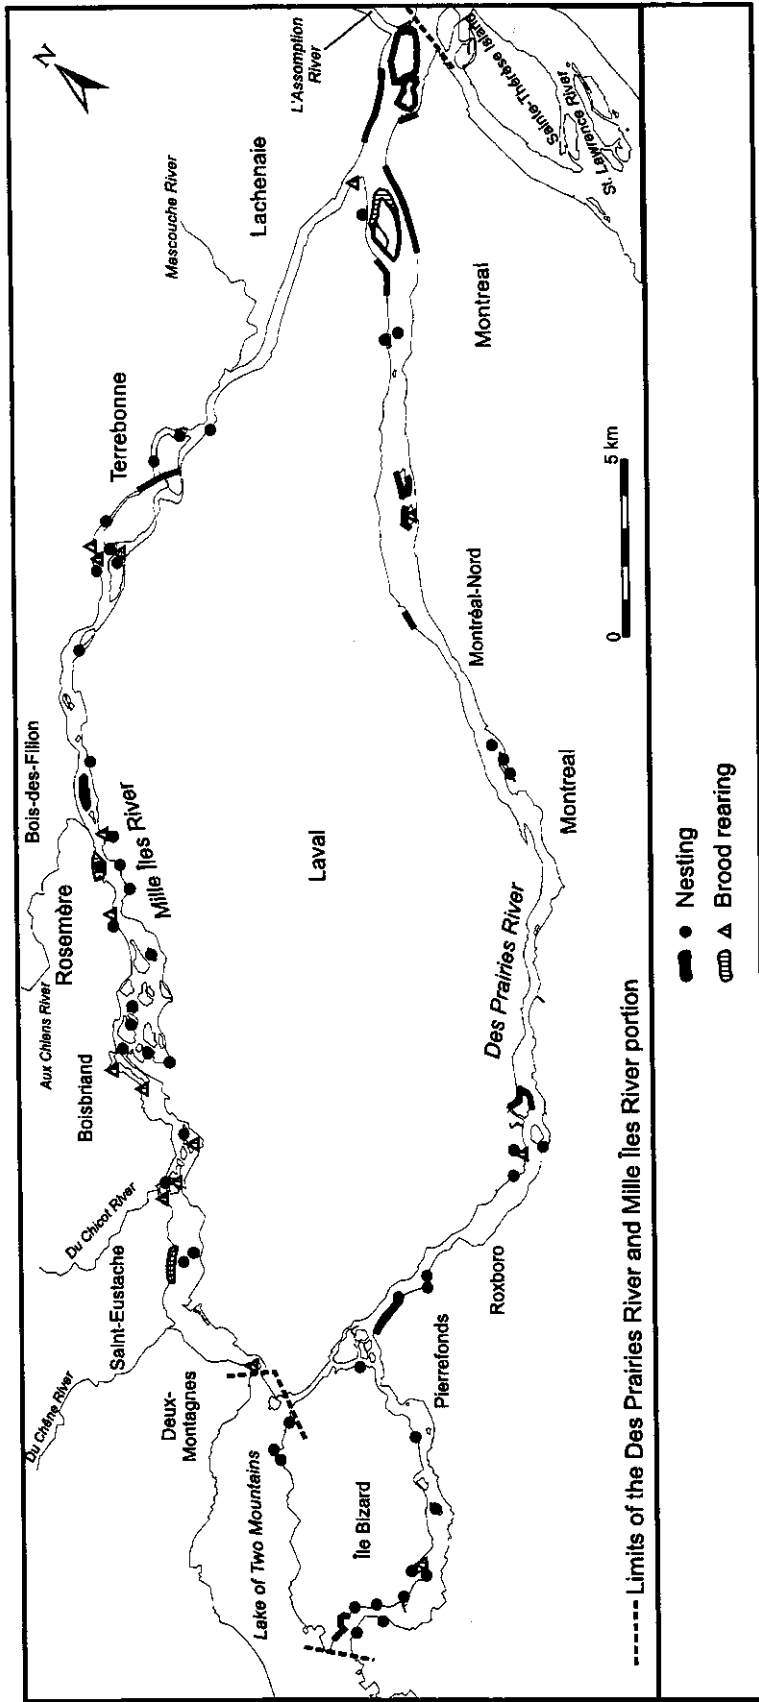 N
L'Assomption
River
Mascouche River
Lachenaie
Sainte-Thérèse Island
St. Lawrence River
Terrebonne
Montreal
Bois-des-Filion
Mille Îles River
Montréal-Nord
0
5 km
Aux Chiens River
Rosemère
Laval
Montreal
Boisbriand
Des Prairies River
Du Chicot River
Saint-Eustache
Roxboro
Du Chêne River
Deux-
Montagnes
Pierrefonds
Lake of Two Mountains
Île Bizard
Limits of the Des Prairies River and Mille Îles River portion
Nesting
Brood rearing